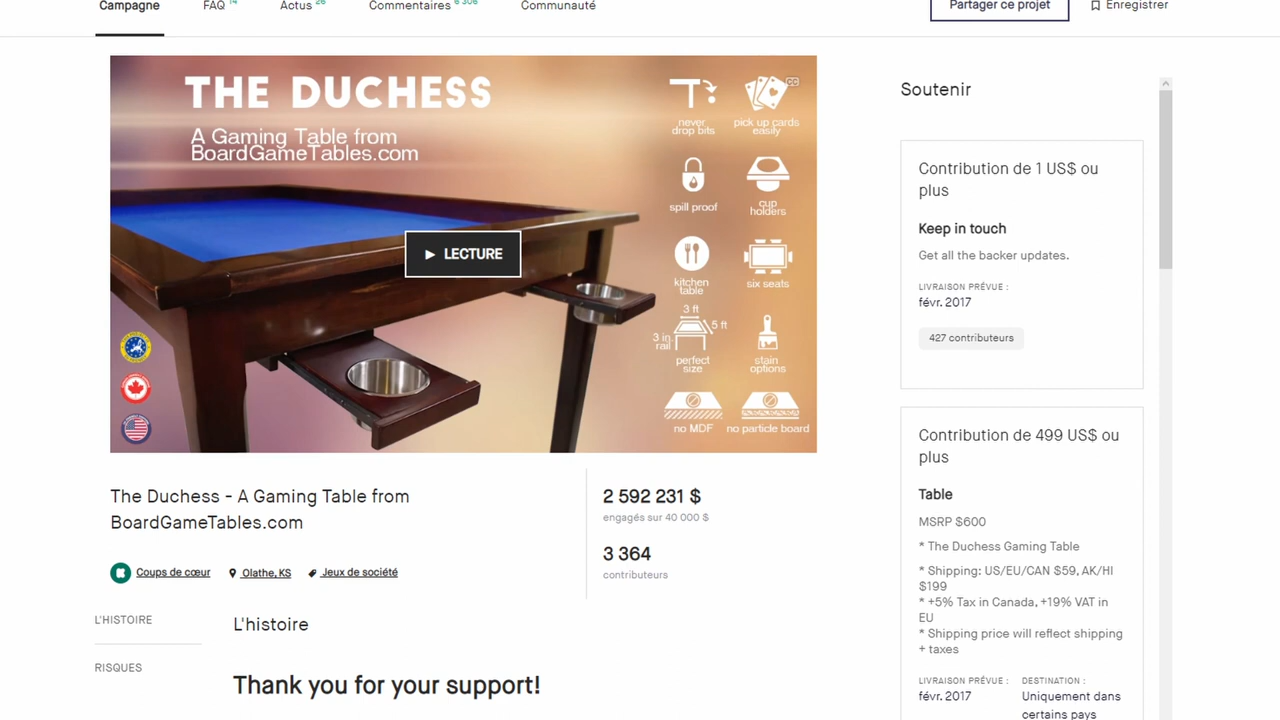 Campagne
FAQ 14
Actus 26
Commentaires 6 306
Communauté
Partager ce projet
Enregistrer
THE DUCHESS
A Gaming Table from
BoardGameTables.com
never
drop bits
CC
pick up cards
easily
spill proof
cup
holders
kitchen
table
six seats
3 ft
5 ft
3 in
rail
perfect
size
stain
options
no MDF
no particle board
LECTURE
The Duchess - A Gaming Table from
BoardGameTables.com
Coups de cœur
Olathe, KS
Jeux de société
2 592 231 $
engagés sur 40 000 $
3 364
contributeurs
L'HISTOIRE
RISQUES
L'histoire
Thank you for your support!
Soutenir
Contribution de 1 US$ ou
plus
Keep in touch
Get all the backer updates.
LIVRAISON PRÉVUE :
févr. 2017
427 contributeurs
Contribution de 499 US$ ou
plus
Table
MSRP $600
* The Duchess Gaming Table
* Shipping: US/EU/CAN $59, AK/HI
$199
* +5% Tax in Canada, +19% VAT in
EU
* Shipping price will reflect shipping
+ taxes
LIVRAISON PRÉVUE :
févr. 2017
DESTINATION :
Uniquement dans
certains pays